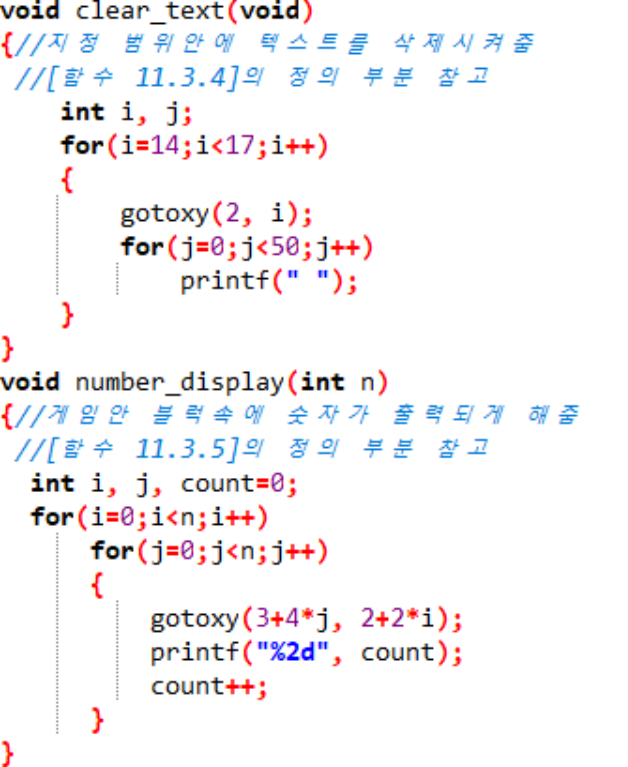 void clear_text(void)
{//지정 범위안에 텍스트를 삭제시켜줌
//[함수 11.3.4]의 정의 부분 참고
int i, j;
for(i=14;i<17;i++)
{
gotoxy(2, i);
for(j=0;j<50;j++)
printf(" ");
}
}
void number_display(int n)
{//게임안 블럭속에 숫자가 출력되게 해줌
//[함수 11.3.5]의 정의 부분 참고
int i, j, count=0;
for(i=0;i<n;i++)
for(j=0;j<n;j++)
{
gotoxy(3+4*j, 2+2*i);
printf("%2d", count);
count++;
}
}